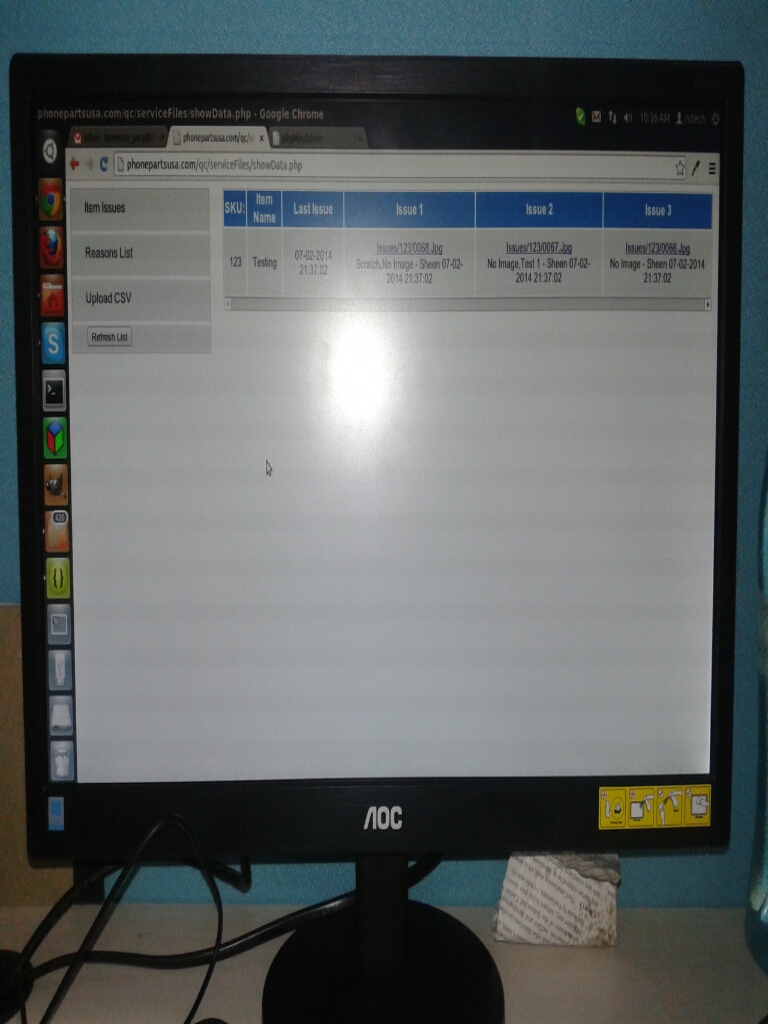 phonepartsusa.com/qc/serviceFiles/showData.php - Google Chrome
10:36 AM
phonepartsusa.com/qc/
phonepartsusa.com/qc/serviceFiles/showData.php
Item Issues
Reasons List
Upload CSV
Refresh List
SKU: Item Name Last Issue Issue 1 Issue 2 Issue 3
123 Testing 07-02-2014 21:37:02
Issues/123/0068.Jpg
Scratch,No Image - Sheen 07-02-
2014 21:37:02
Issues/123/0067.Jpg
No Image,Test 1 - Sheen 07-02-
2014 21:37:02
Issues/123/0066.Jpg
No Image - Sheen 07-02-2014
21:37:02
S
AOC